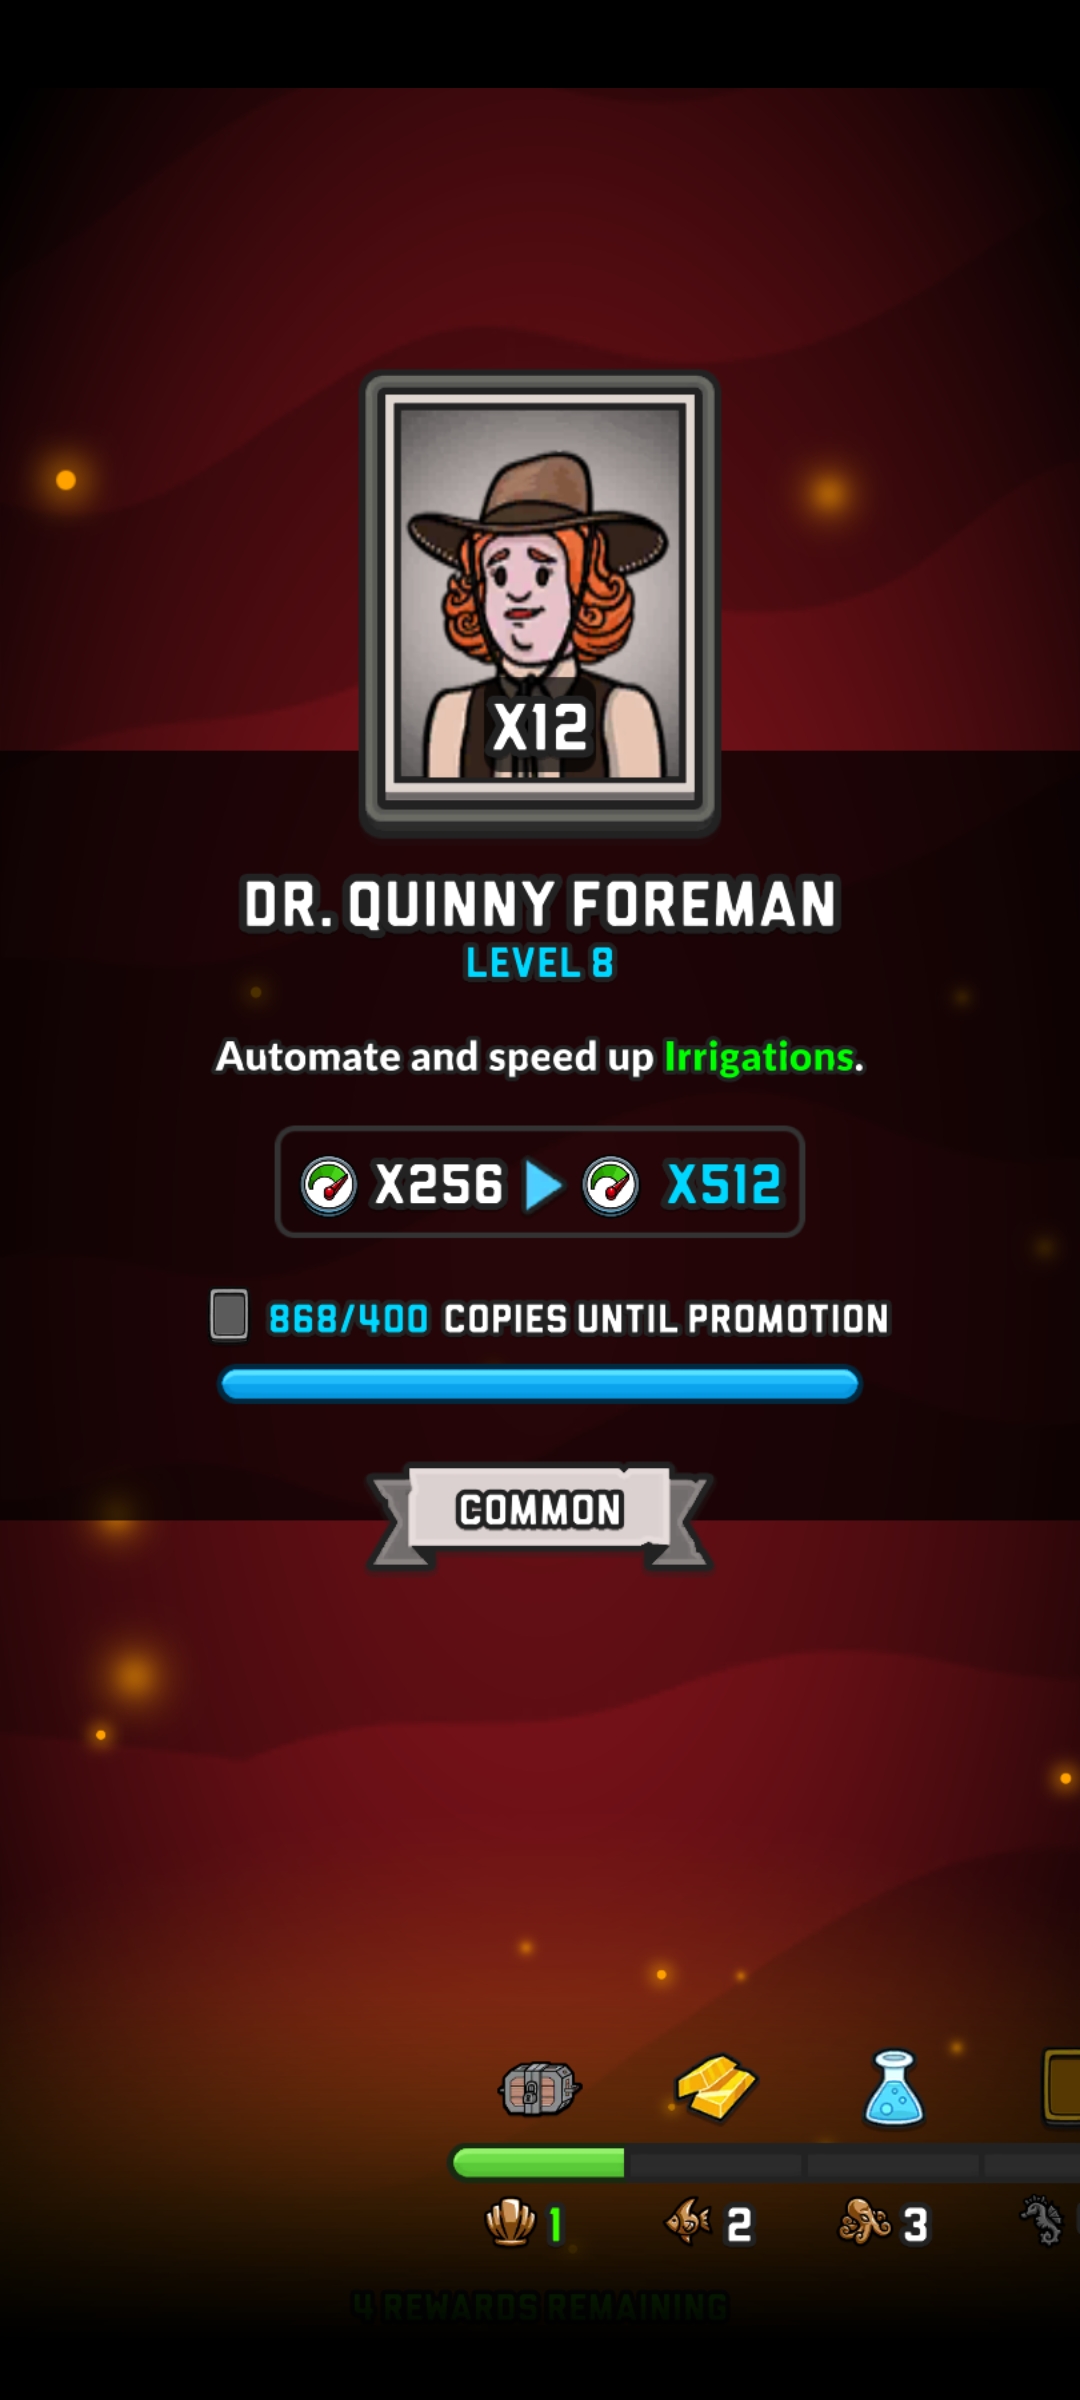 X12
DR. QUINNY FOREMAN
LEVEL 8
Automate and speed up Irrigations.
X256 X512
868/400 COPIES UNTIL PROMOTION
COMMON
1 2 3
4 REWARDS REMAINING